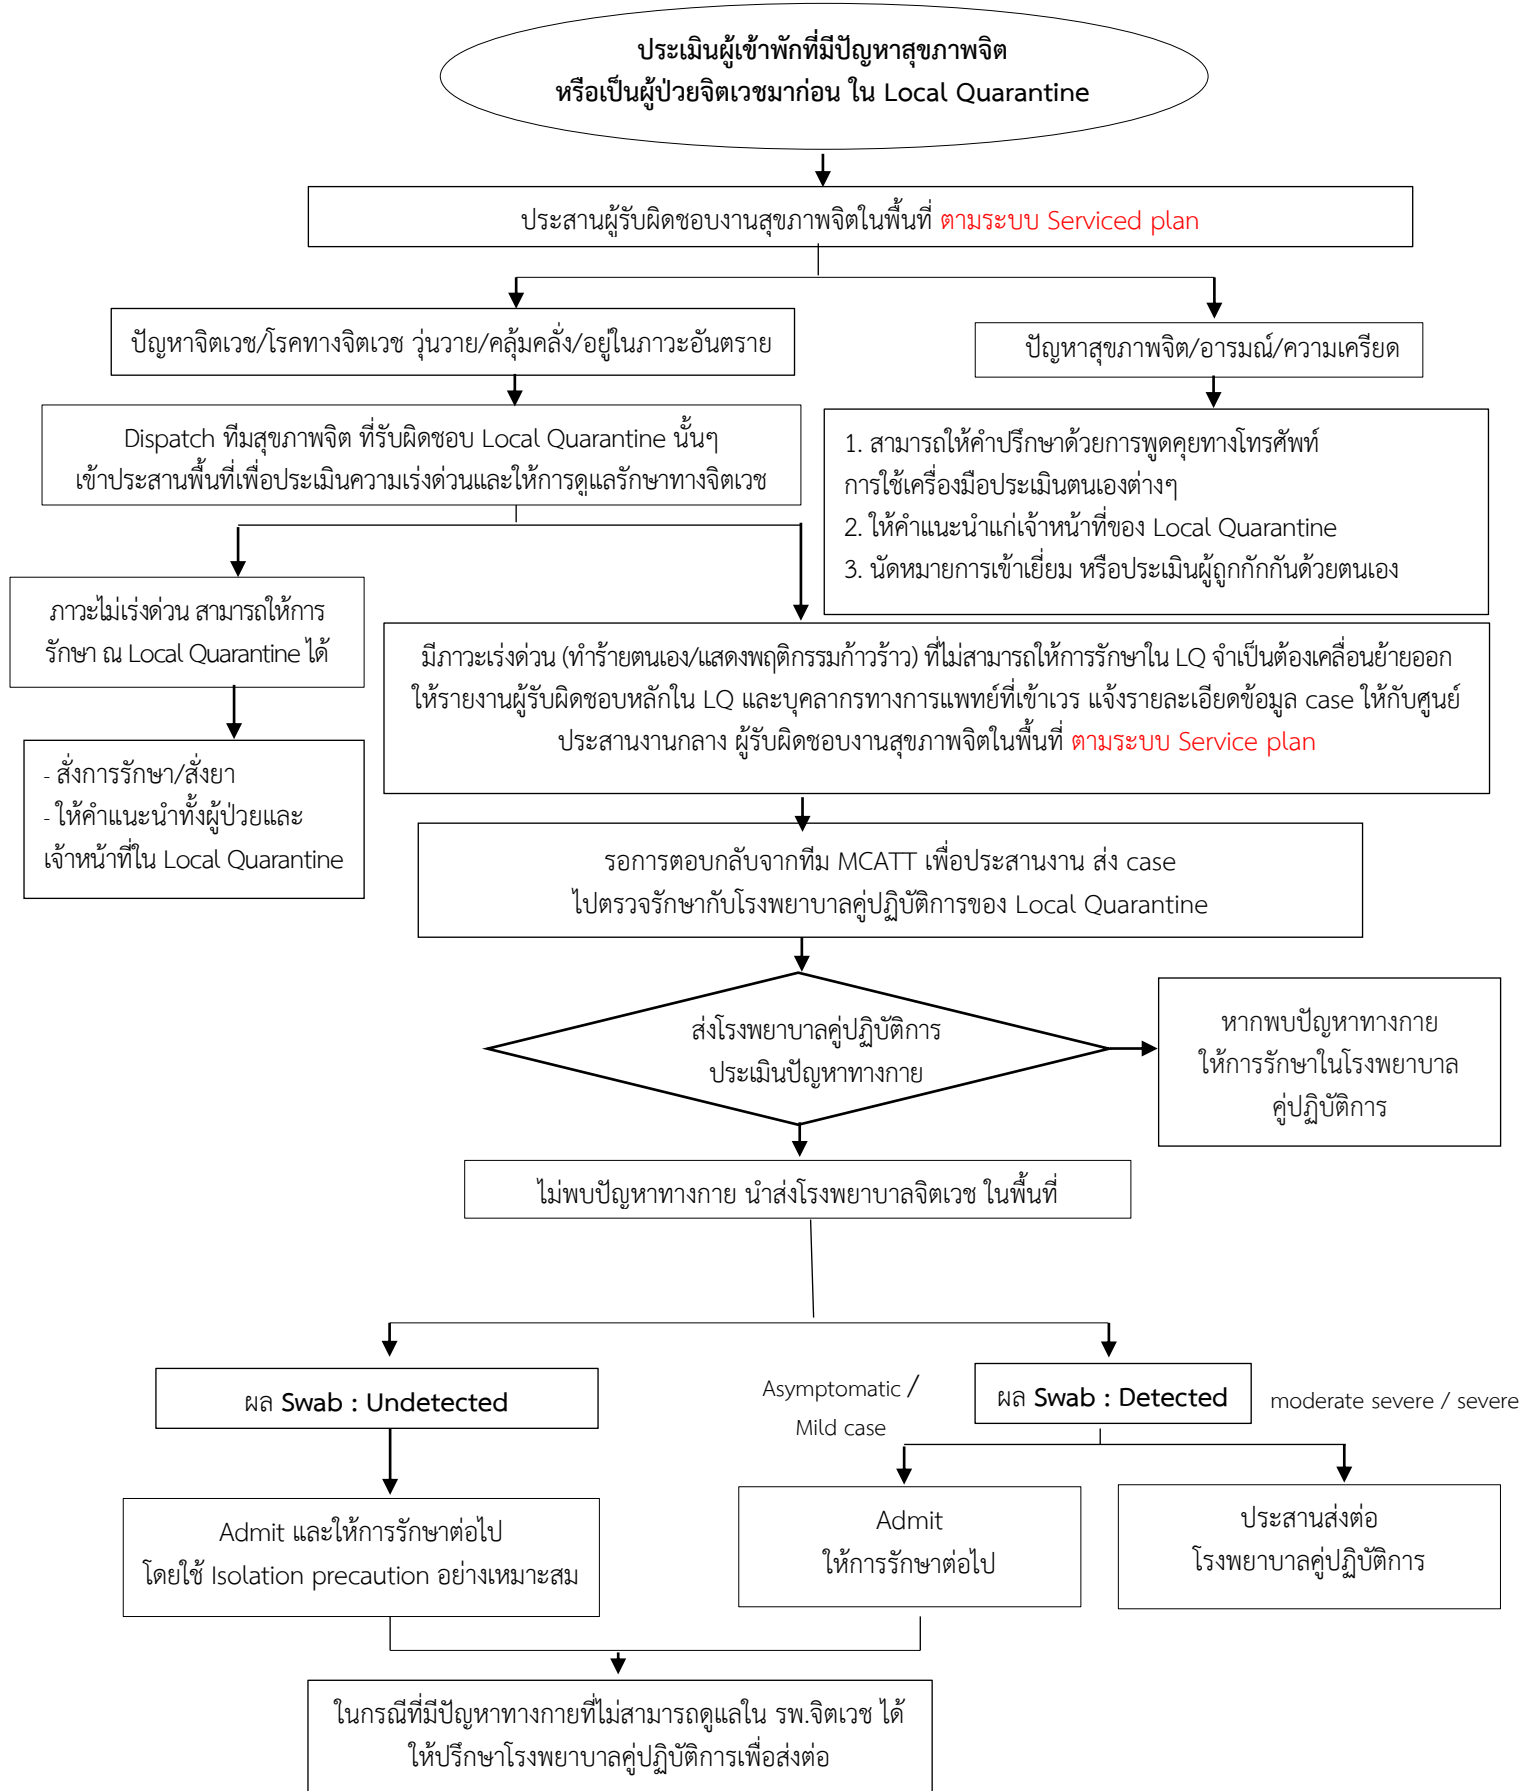 ประเมินผู้เข้าพักที่มีปัญหาสุขภาพจิต
หรือเป็นผู้ป่วยจิตเวชมาก่อน ใน Local Quarantine
ประสานผู้รับผิดชอบงานสุขภาพจิตในพื้นที่ ตามระบบ Serviced plan
ปัญหาจิตเวช/โรคทางจิตเวช วุ่นวาย/คลุ้มคลั่ง/อยู่ในภาวะอันตราย
ปัญหาสุขภาพจิต/อารมณ์/ความเครียด
Dispatch ทีมสุขภาพจิต ที่รับผิดชอบ Local Quarantine นั้นๆ
เข้าประสานพื้นที่เพื่อประเมินความเร่งด่วนและให้การดูแลรักษาทางจิตเวช
1. สามารถให้คำปรึกษาด้วยการพูดคุยทางโทรศัพท์
การใช้เครื่องมือประเมินตนเองต่างๆ
2. ให้คำแนะนำแก่เจ้าหน้าที่ของ Local Quarantine
3. นัดหมายการเข้าเยี่ยม หรือประเมินผู้ถูกกักกันด้วยตนเอง
ภาวะไม่เร่งด่วน สามารถให้การ
รักษา ณ Local Quarantine ได้
มีภาวะเร่งด่วน (ทำร้ายตนเอง/แสดงพฤติกรรมก้าวร้าว) ที่ไม่สามารถให้การรักษาใน LQ จำเป็นต้องเคลื่อนย้ายออก
ให้รายงานผู้รับผิดชอบหลักใน LQ และบุคลากรทางการแพทย์ที่เข้าเวร แจ้งรายละเอียดข้อมูล case ให้กับศูนย์
ประสานงานกลาง ผู้รับผิดชอบงานสุขภาพจิตในพื้นที่ ตามระบบ Service plan
- สั่งการรักษา/สั่งยา
- ให้คำแนะนำทั้งผู้ป่วยและ
เจ้าหน้าที่ใน Local Quarantine
รอการตอบกลับจากทีม MCATT เพื่อประสานงาน ส่ง case
ไปตรวจรักษากับโรงพยาบาลคู่ปฏิบัติการของ Local Quarantine
ส่งโรงพยาบาลคู่ปฏิบัติการ
ประเมินปัญหาทางกาย
หากพบปัญหาทางกาย
ให้การรักษาในโรงพยาบาล
คู่ปฏิบัติการ
ไม่พบปัญหาทางกาย นำส่งโรงพยาบาลจิตเวช ในพื้นที่
ผล Swab : Undetected
Asymptomatic /
Mild case
ผล Swab : Detected
moderate severe / severe
Admit และให้การรักษาต่อไป
โดยใช้ Isolation precaution อย่างเหมาะสม
Admit
ให้การรักษาต่อไป
ประสานส่งต่อ
โรงพยาบาลคู่ปฏิบัติการ
ในกรณีที่มีปัญหาทางกายที่ไม่สามารถดูแลใน รพ.จิตเวช ได้
ให้ปรึกษาโรงพยาบาลคู่ปฏิบัติการเพื่อส่งต่อ